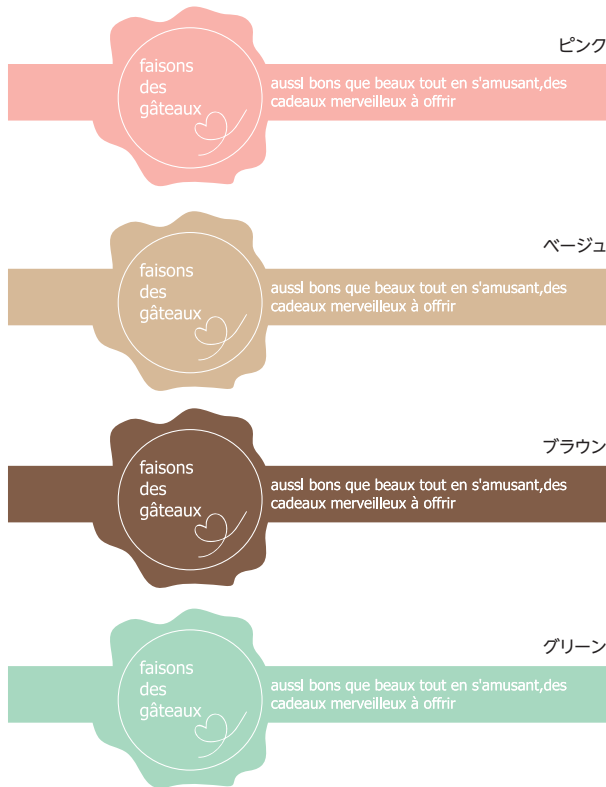 ピンク
faisons
des
gâteaux
aussl bons que beaux tout en s'amusant,des
cadeaux merveilleux à offrir
ベージュ
faisons
des
gâteaux
aussl bons que beaux tout en s'amusant,des
cadeaux merveilleux à offrir
ブラウン
faisons
des
gâteaux
aussl bons que beaux tout en s'amusant,des
cadeaux merveilleux à offrir
グリーン
faisons
des
gâteaux
aussl bons que beaux tout en s'amusant,des
cadeaux merveilleux à offrir